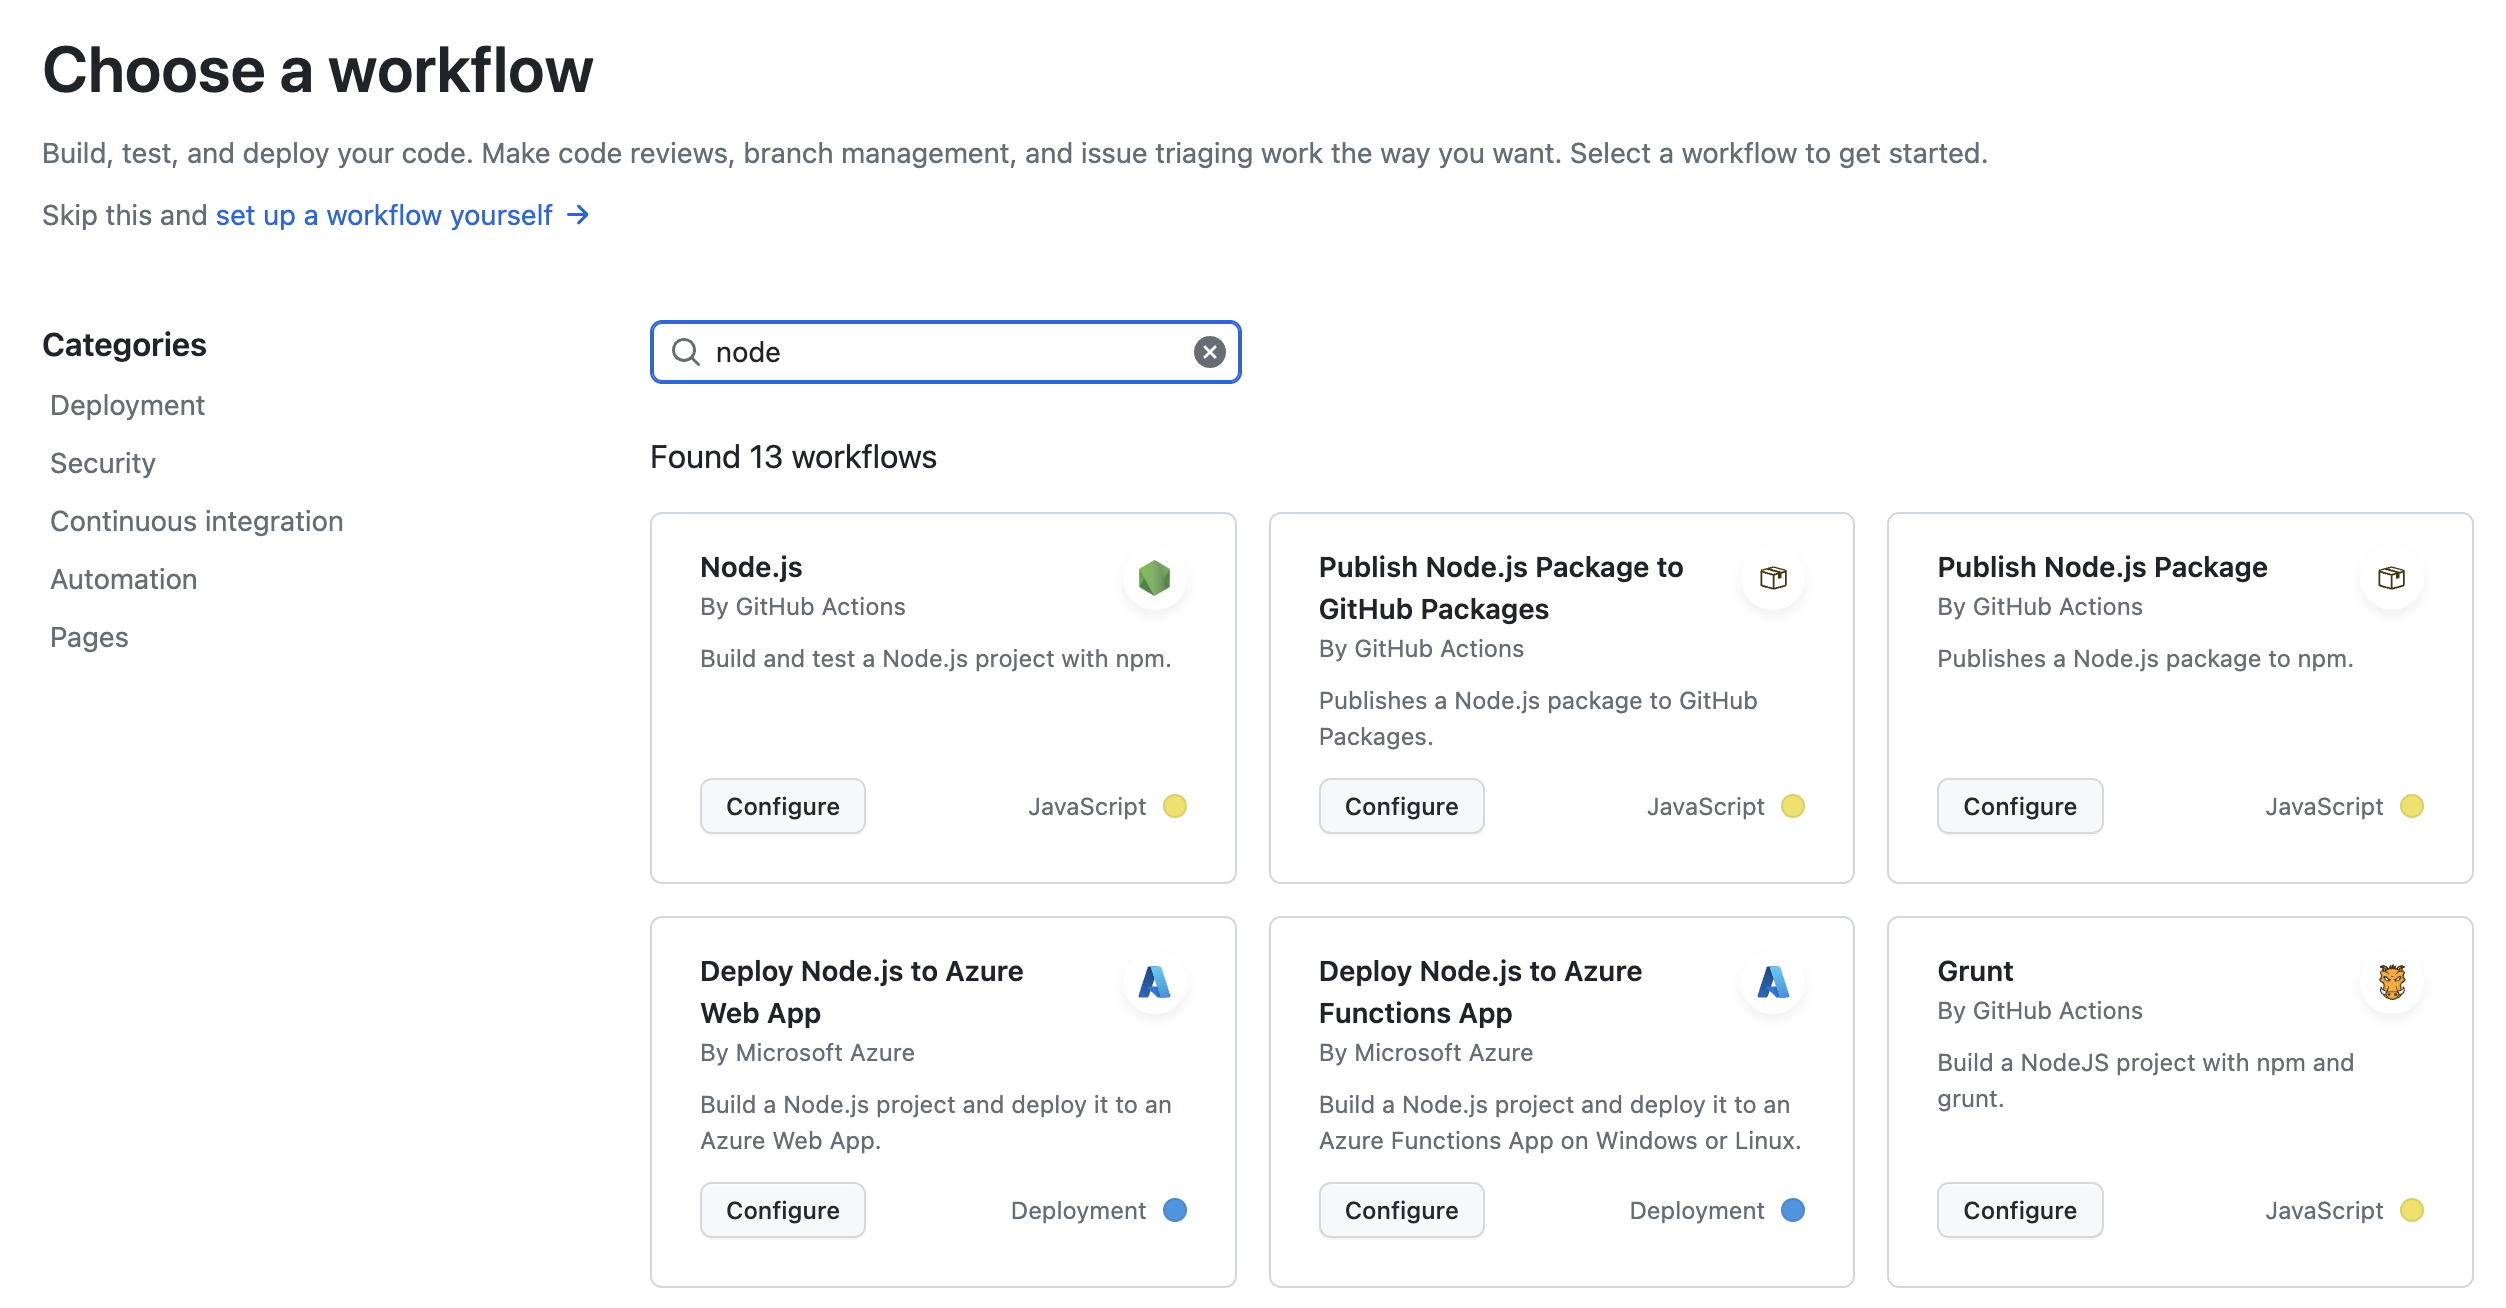 Choose a workflow
Build, test, and deploy your code. Make code reviews, branch management, and issue triaging work the way you want. Select a workflow to get started.
Skip this and set up a workflow yourself →
Categories
Deployment
Security
Continuous integration
Automation
Pages
node
Found 13 workflows
Node.js
By GitHub Actions
Build and test a Node.js project with npm.
Configure
JavaScript
Publish Node.js Package to
GitHub Packages
By GitHub Actions
Publishes a Node.js package to GitHub
Packages.
Configure
JavaScript
Publish Node.js Package
By GitHub Actions
Publishes a Node.js package to npm.
Configure
JavaScript
Deploy Node.js to Azure
Web App
By Microsoft Azure
Build a Node.js project and deploy it to an
Azure Web App.
Configure
Deployment
Deploy Node.js to Azure
Functions App
By Microsoft Azure
Build a Node.js project and deploy it to an
Azure Functions App on Windows or Linux.
Configure
Deployment
Grunt
By GitHub Actions
Build a NodeJS project with npm and
grunt.
Configure
JavaScript